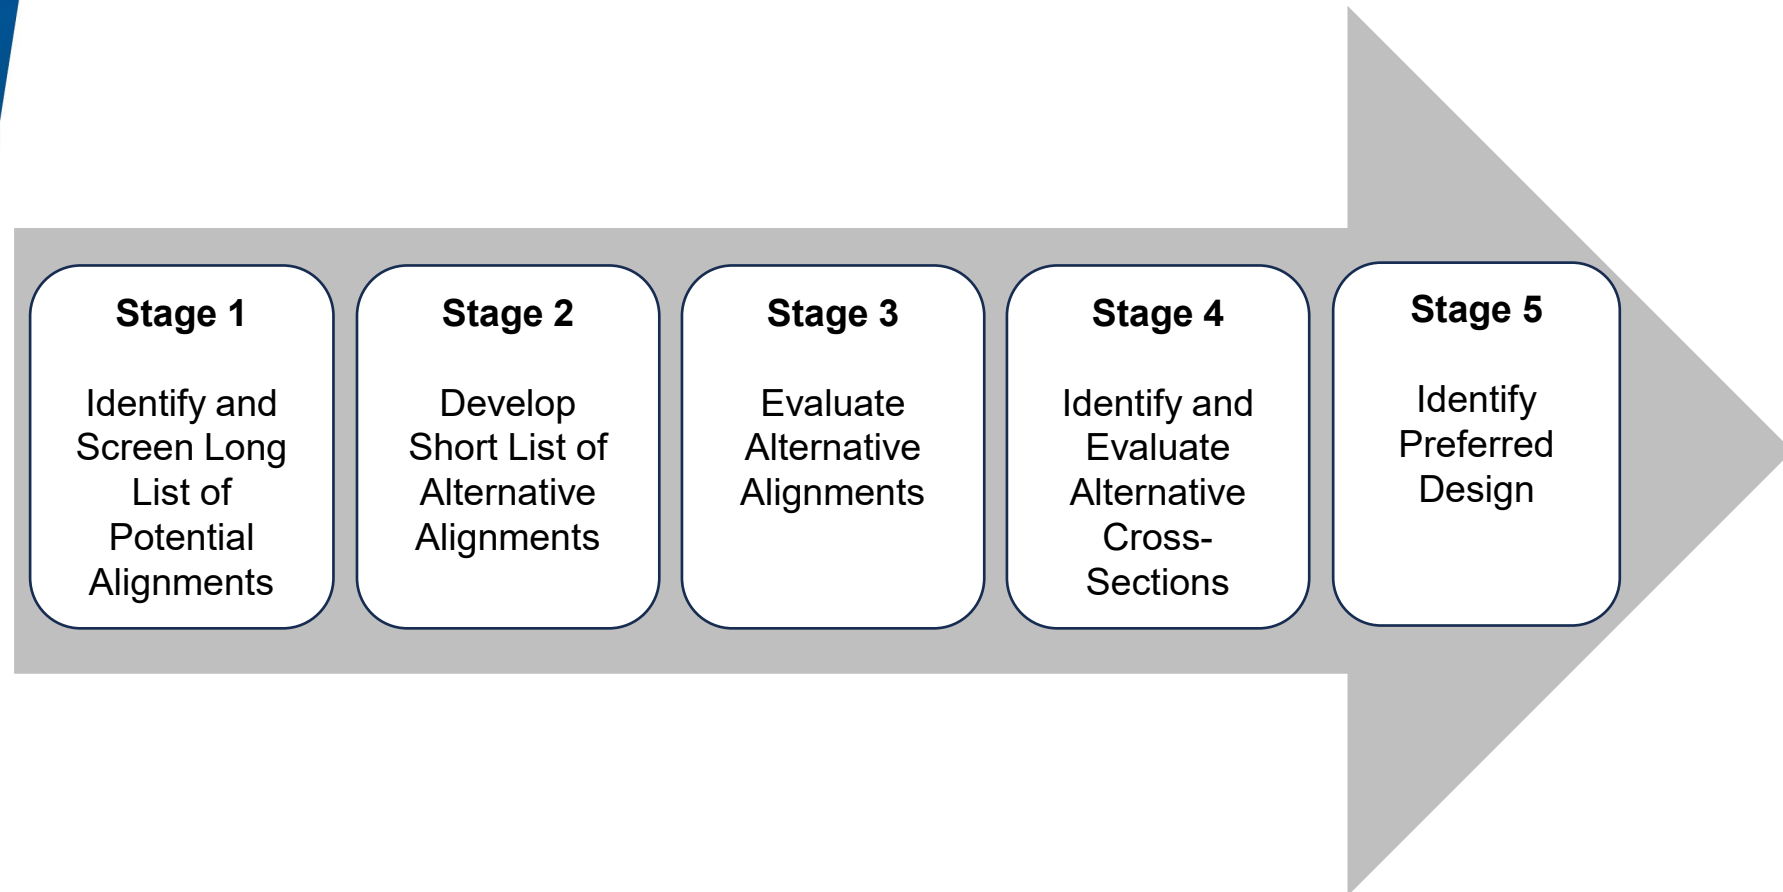 Stage 1
Identify and
Screen Long
List of
Potential
Alignments
Stage 2
Develop
Short List of
Alternative
Alignments
Stage 3
Evaluate
Alternative
Alignments
Stage 4
Identify and
Evaluate
Alternative
Cross-
Sections
Stage 5
Identify
Preferred
Design